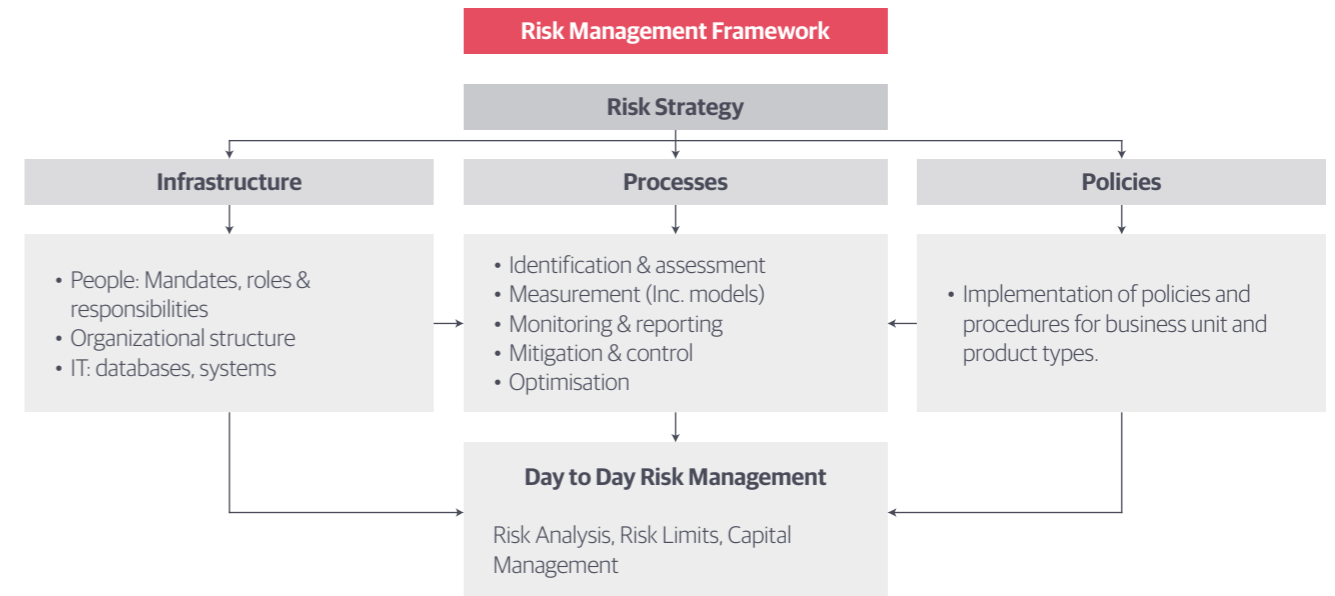 Risk Management Framework
Risk Strategy
Infrastructure
Processes
Policies
• People: Mandates, roles &
responsibilities
• Organizational structure
• IT: databases, systems
• Identification & assessment
• Measurement (Inc. models)
• Monitoring & reporting
• Mitigation & control
• Optimisation
• Implementation of policies and
procedures for business unit and
product types.
Day to Day Risk Management
Risk Analysis, Risk Limits, Capital
Management